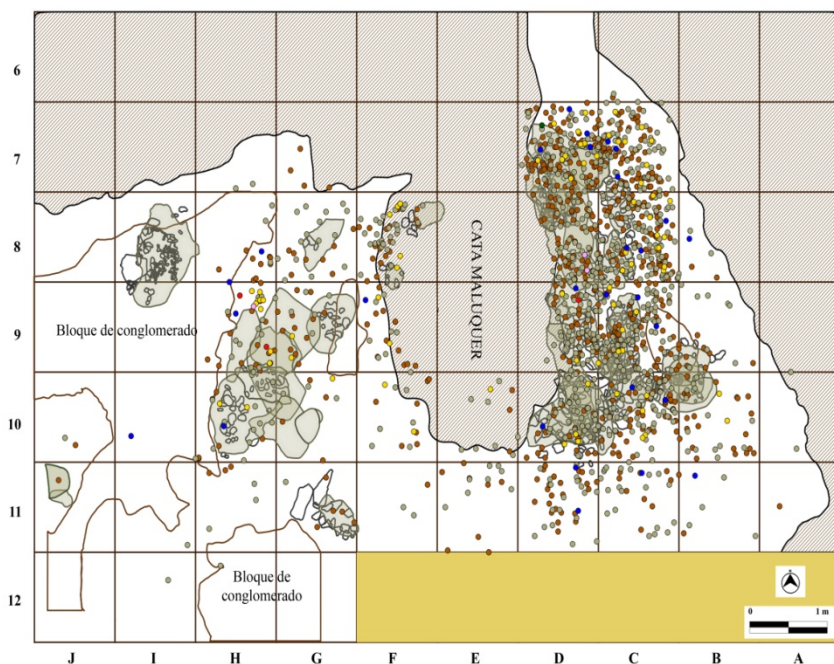 6
7
8
CATA MALUQUER
Bloque de conglomerado
9
10
11
Bloque de
conglomerado
12
0 1 m
J I H G F E D C B A